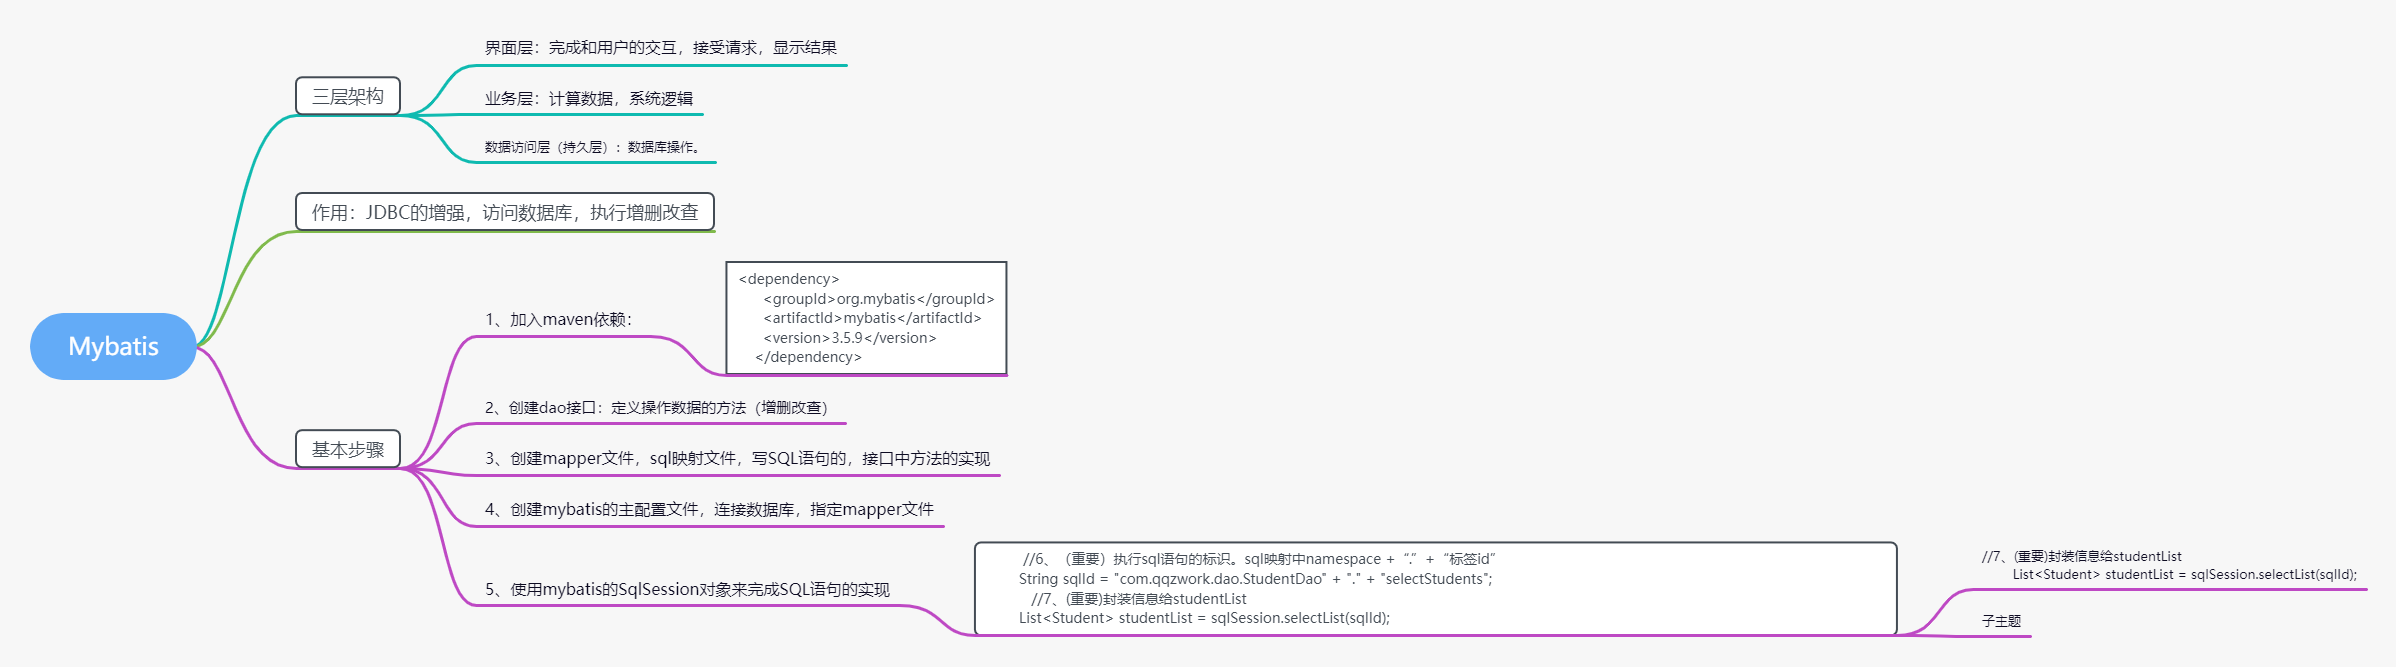 Mybatis
三层架构
界面层：完成和用户的交互，接受请求，显示结果
业务层：计算数据，系统逻辑
数据访问层（持久层）：数据库操作。
作用：JDBC的增强，访问数据库，执行增删改查
基本步骤
1、加入maven依赖：
<dependency>
<groupId>org.mybatis</groupId>
<artifactId>mybatis</artifactId>
<version>3.5.9</version>
</dependency>
2、创建dao接口：定义操作数据的方法（增删改查）
3、创建mapper文件，sql映射文件，写SQL语句的，接口中方法的实现
4、创建mybatis的主配置文件，连接数据库，指定mapper文件
5、使用mybatis的SqlSession对象来完成SQL语句的实现
//6、（重要）执行sql语句的标识。sql映射中namespace +“.” +“标签id”
String sqlId = "com.qqzwork.dao.StudentDao" + "." + "selectStudents";
//7、(重要)封装信息给studentList
List<Student> studentList = sqlSession.selectList(sqlId);
//7、(重要)封装信息给studentList
List<Student> studentList = sqlSession.selectList(sqlId);
子主题